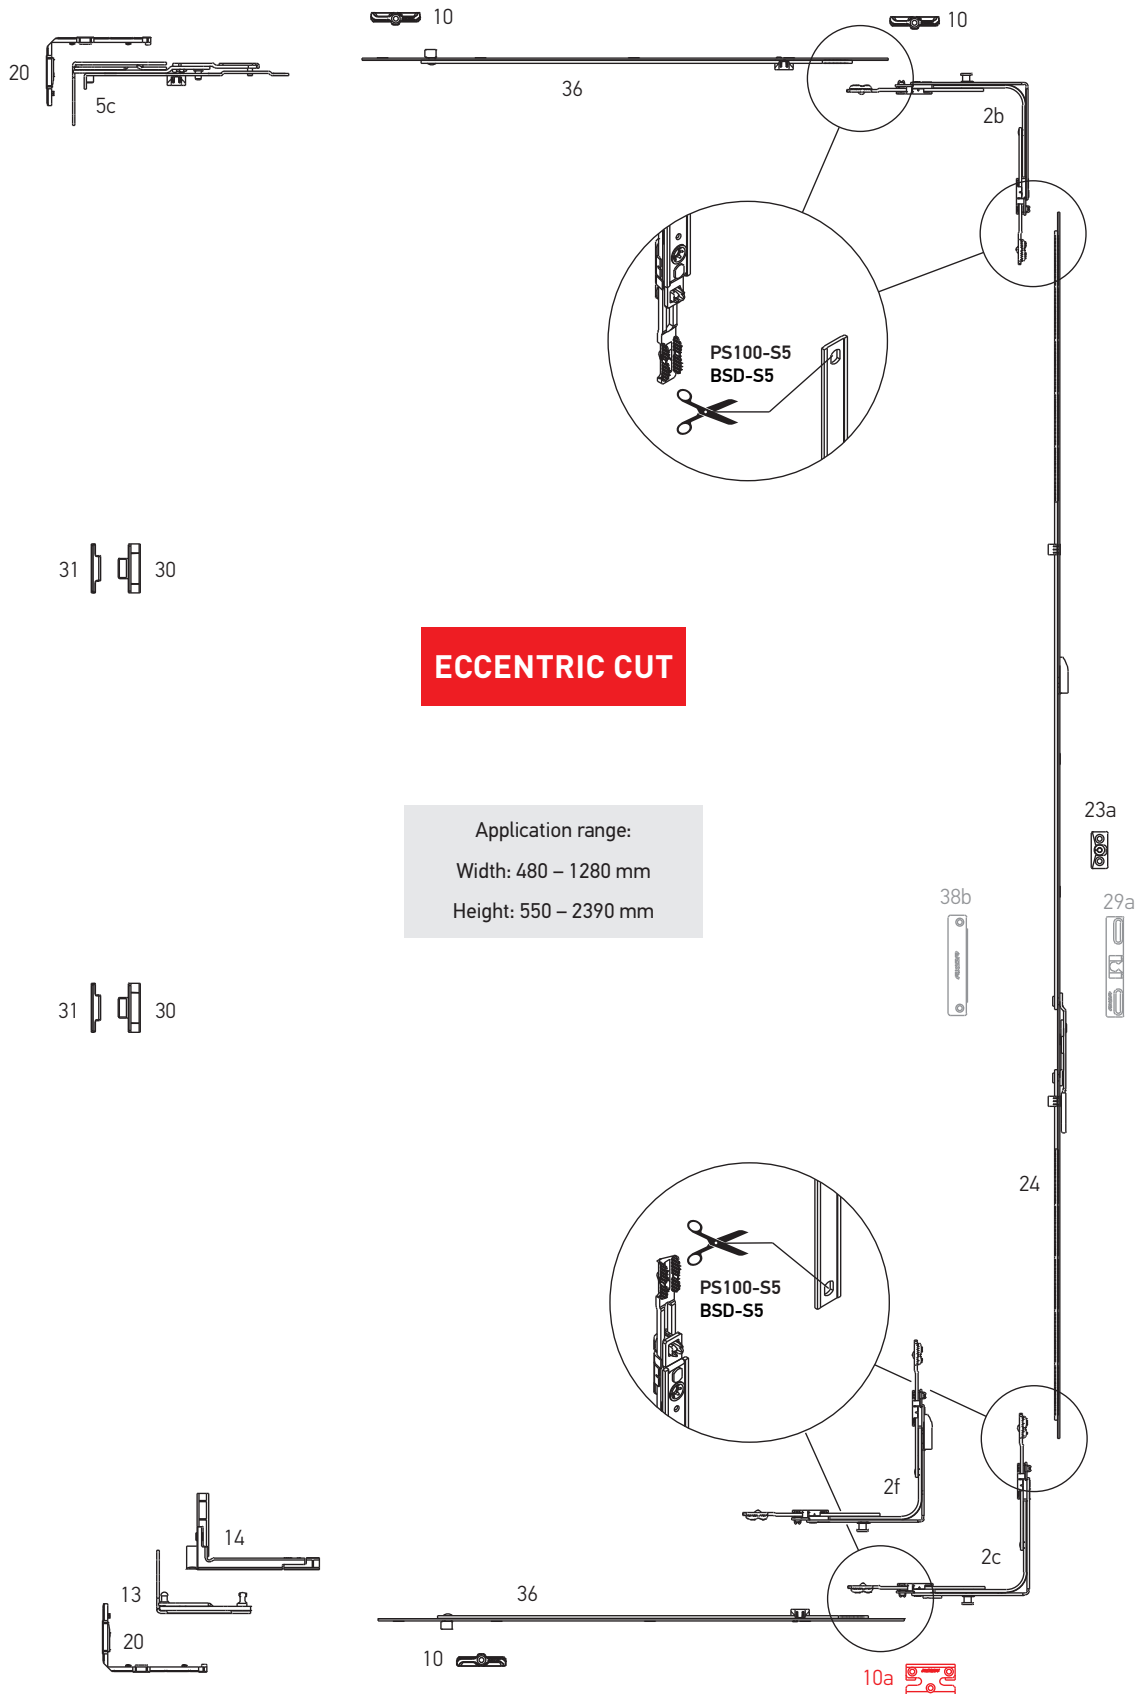 10
10
20
5c
36
2b
PS100-S5
BSD-S5
31
30
ECCENTRIC CUT
Application range:
Width: 480 – 1280 mm
Height: 550 – 2390 mm
23a
38b
29a
31
30
24
PS100-S5
BSD-S5
2f
14
2c
13
36
20
10
10a